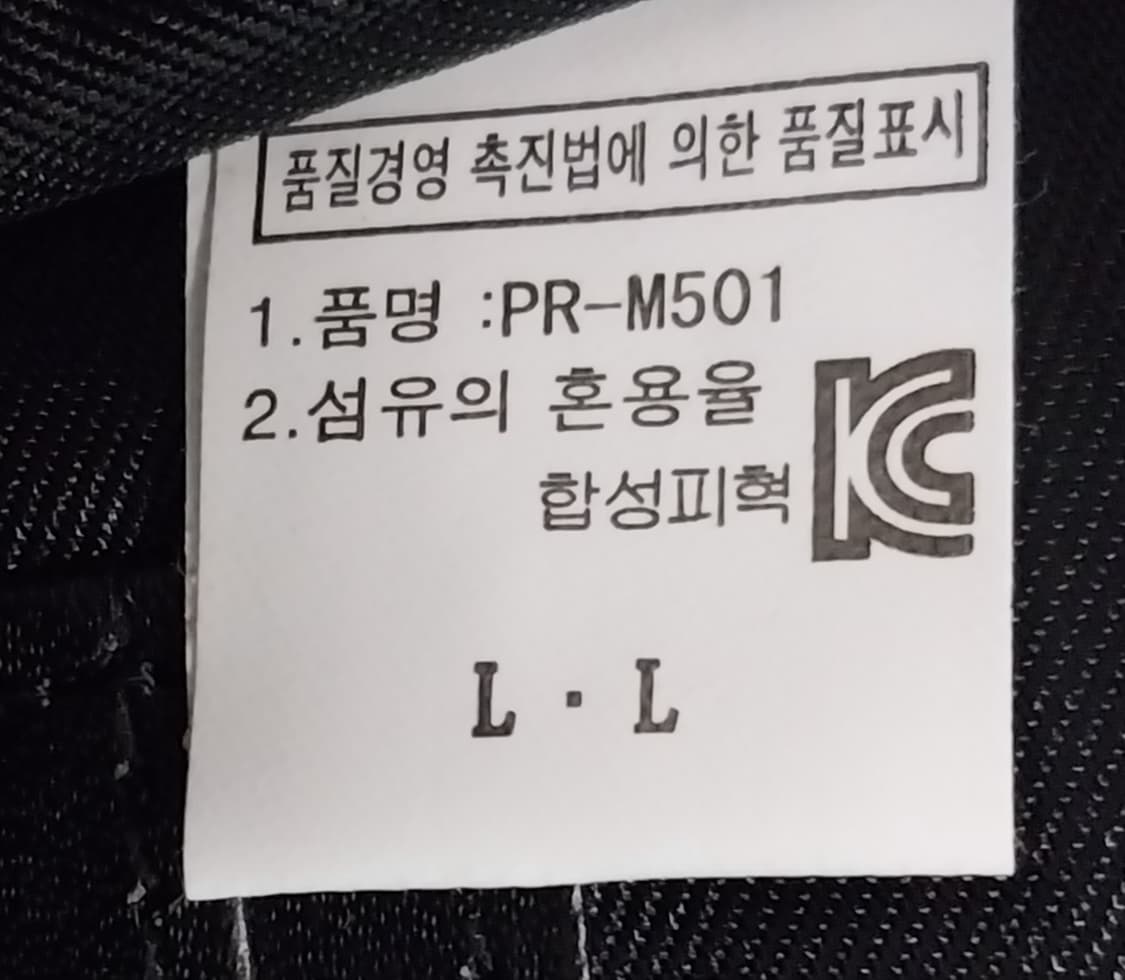 품질경영 촉진법에 의한 품질표시
1.품명 :PR-M501
2.섬유의 혼용율
합성피혁
KC
L · L